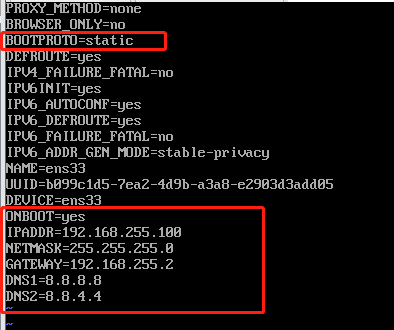 PROXY_METHOD=none
BROWSER_ONLY=no
BOOTPROTO=static
DEFROUTE=yes
IPV4_FAILURE_FATAL=no
IPV6INIT=yes
IPV6_AUTOCONF=yes
IPV6_DEFROUTE=yes
IPV6_FAILURE_FATAL=no
IPV6_ADDR_GEN_MODE=stable-privacy
NAME=ens33
UUID=b099c1d5-7ea2-4d9b-a3a8-e2903d3add05
DEVICE=ens33
ONBOOT=yes
IPADDR=192.168.255.100
NETMASK=255.255.255.0
GATEWAY=192.168.255.2
DNS1=8.8.8.8
DNS2=8.8.4.4
~
~